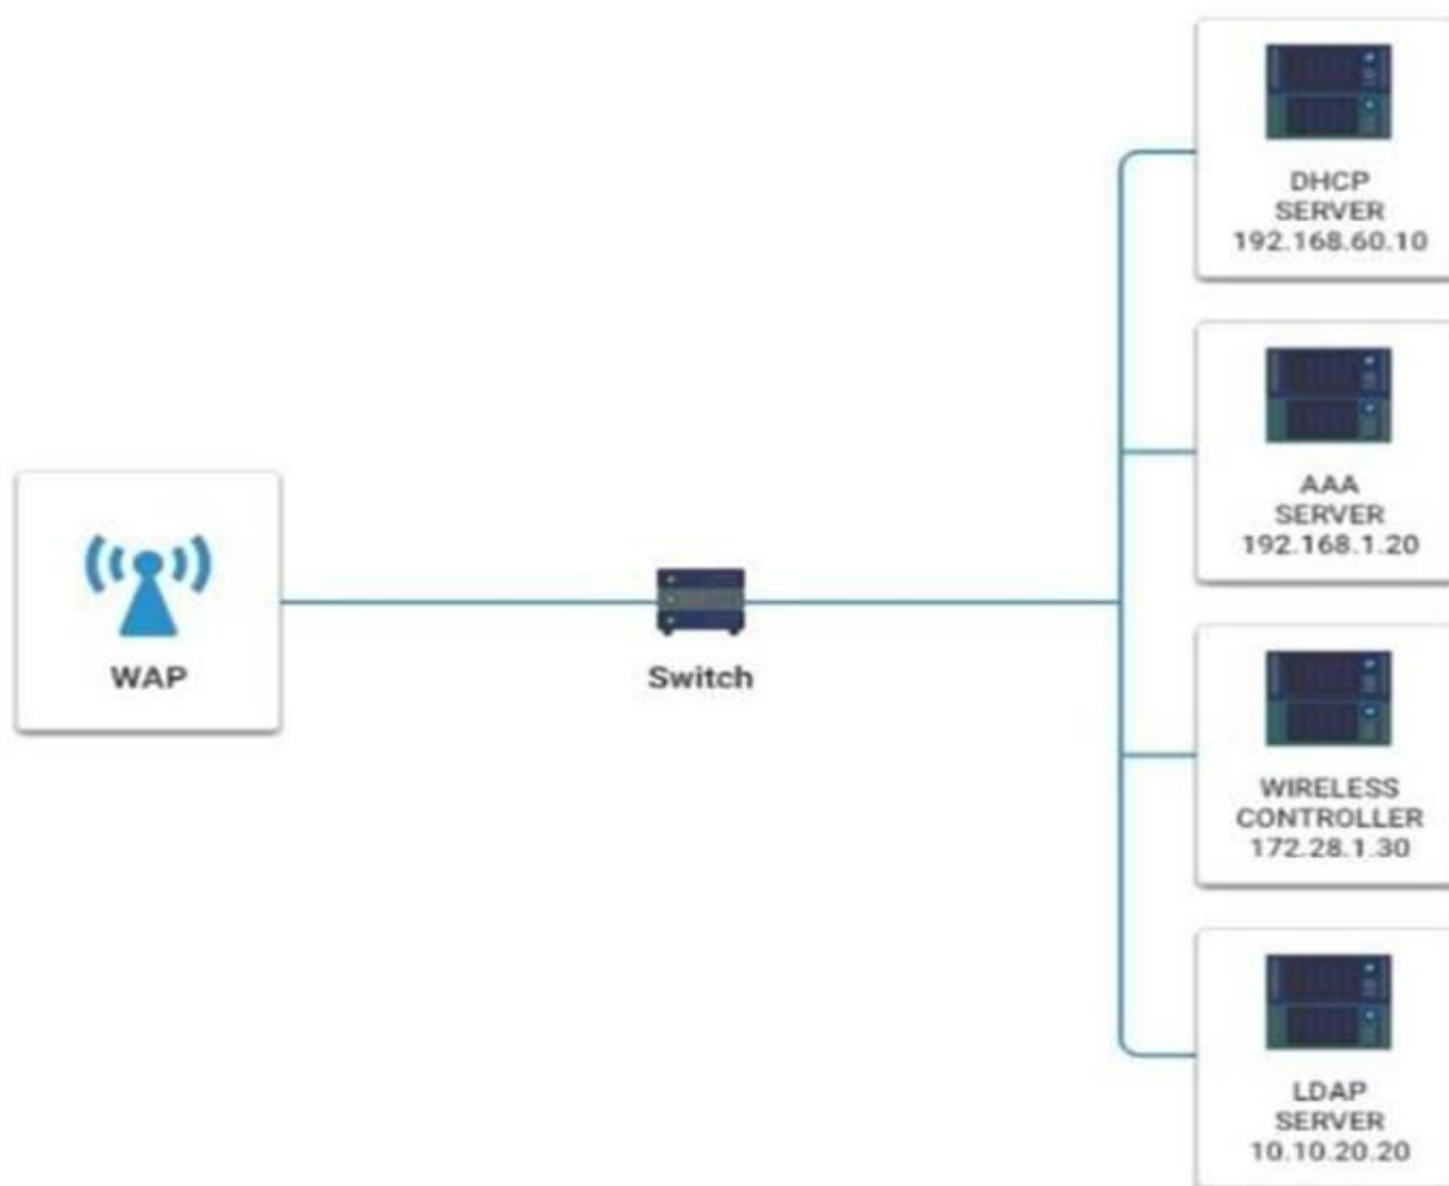 DHCP
SERVER
192.168.60.10
AAA
SERVER
192.168.1.20
WAP
Switch
WIRELESS
CONTROLLER
172.28.1.30
LDAP
SERVER
10.10.20.20